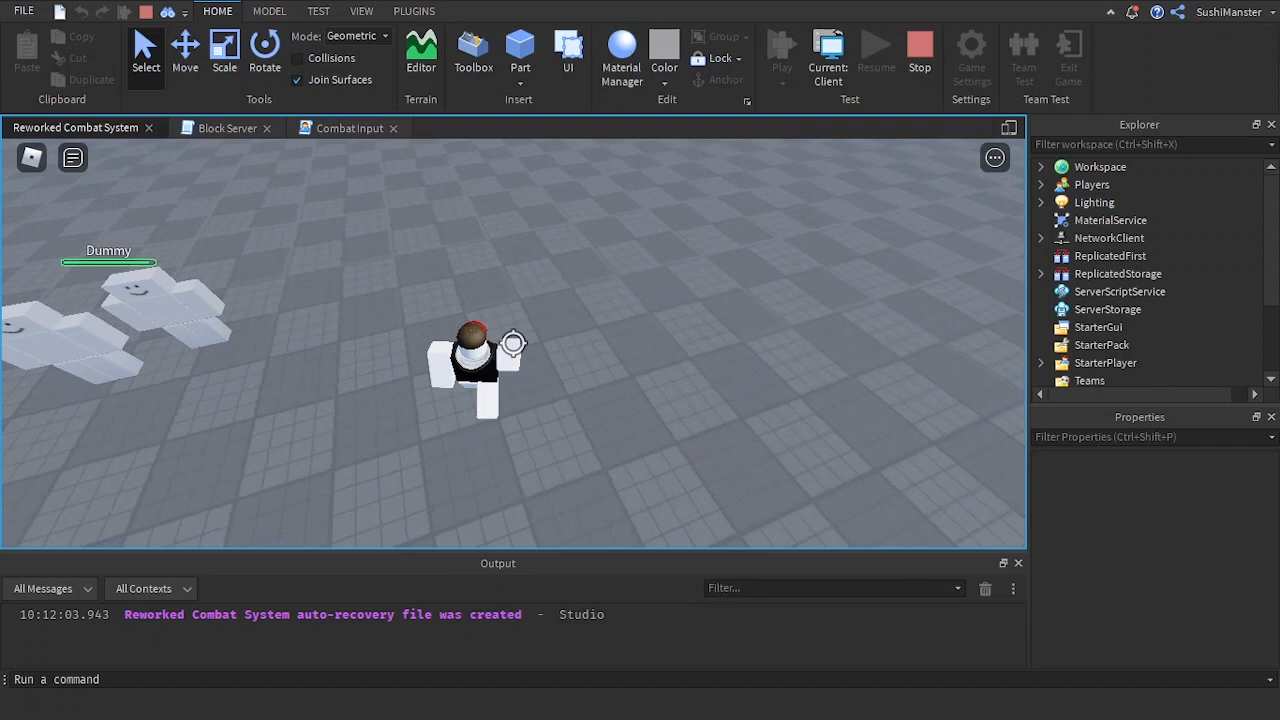 FILE
HOME
MODEL
TEST
VIEW
PLUGINS
SushiManster
Paste
Copy
Cut
Duplicate
Clipboard
Select
Move
Scale
Rotate
Mode: Geometric
Collisions
Join Surfaces
Tools
Editor
Terrain
Toolbox
Part
UI
Insert
Material
Manager
Color
Group
Lock
Anchor
Edit
Play
Current:
Client
Resume
Stop
Test
Game
Settings
Settings
Team
Test
Exit
Game
Team Test
Reworked Combat System
Block Server
Combat Input
Dummy
Explorer
Filter workspace (Ctrl+Shift+X)
Workspace
Players
Lighting
MaterialService
NetworkClient
ReplicatedFirst
ReplicatedStorage
ServerScriptService
ServerStorage
StarterGui
StarterPack
StarterPlayer
Teams
Properties
Filter Properties (Ctrl+Shift+P)
Output
All Messages
All Contexts
Filter...
10:12:03.943 Reworked Combat System auto-recovery file was created - Studio
Run a command